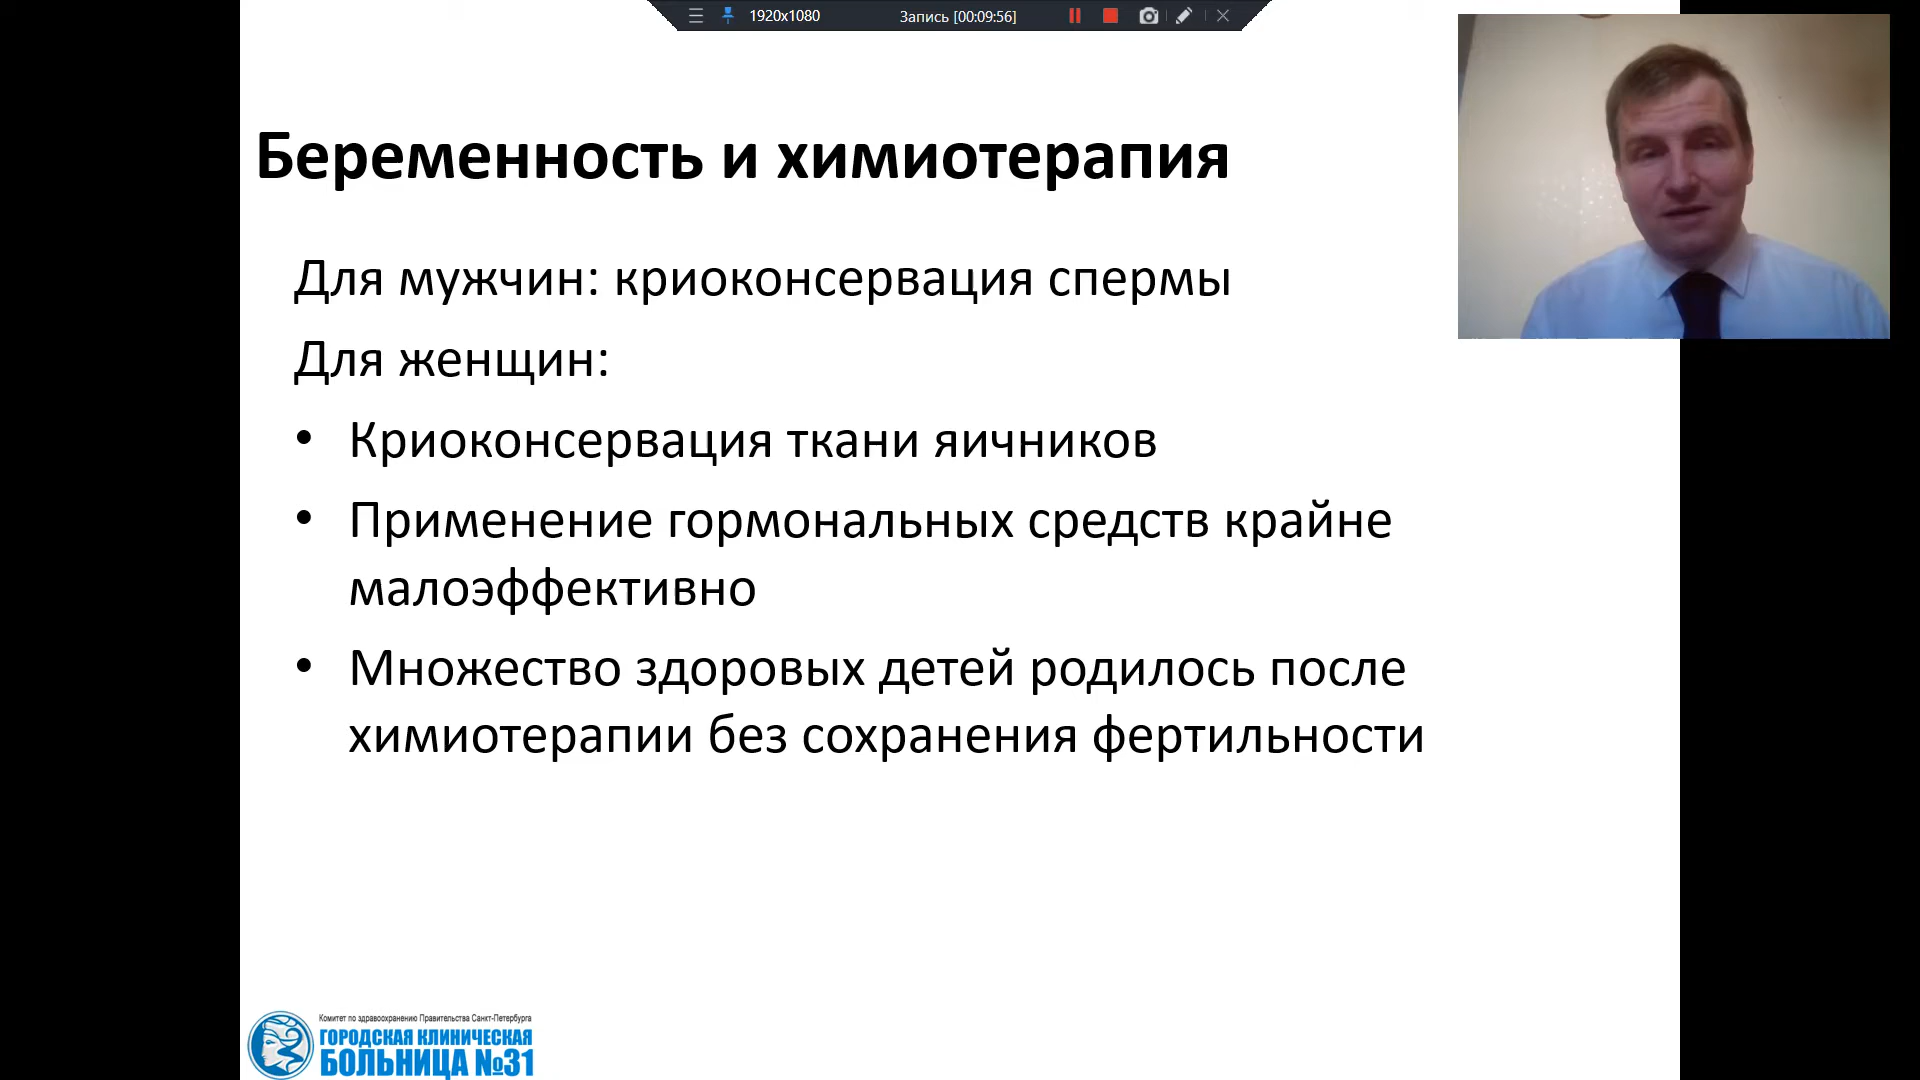 1920x1080
Запись [00:09:56]
Беременность и химиотерапия
Для мужчин: криоконсервация спермы
Для женщин:
• Криоконсервация ткани яичников
• Применение гормональных средств крайне
малоэффективно
• Множество здоровых детей родилось после
химиотерапии без сохранения фертильности
Комитет по здравоохранению Правительства Санкт-Петербурга
ГОРОДСКАЯ КЛИНИЧЕСКАЯ
БОЛЬНИЦА №31